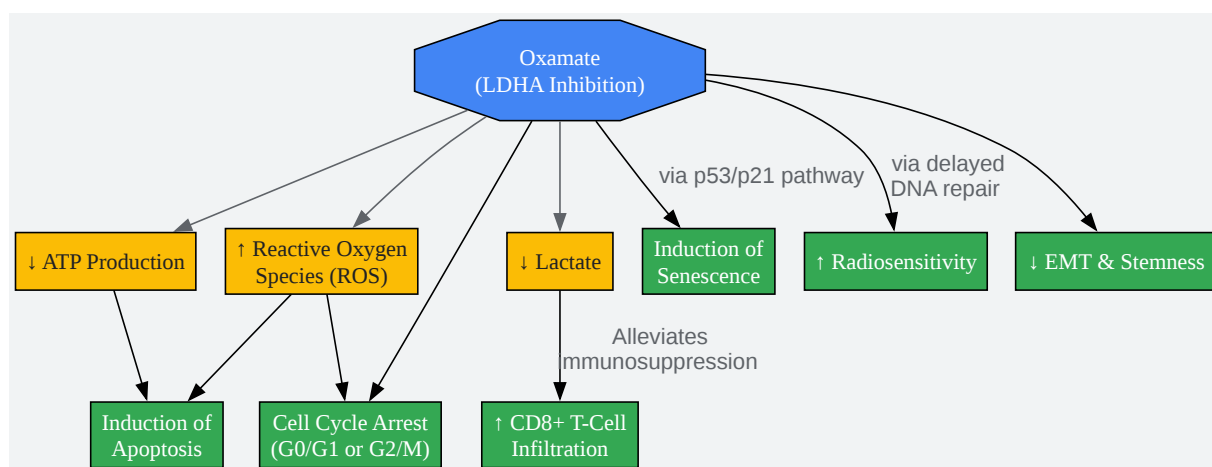 Oxamate
(LDHA Inhibition)
via p53/p21 pathway
via delayed
DNA repair
↓ ATP Production
↑ Reactive Oxygen
Species (ROS)
↓ Lactate
Induction of
Senescence
↑ Radiosensitivity
↓ EMT & Stemness
Alleviates
immunosuppression
Induction of
Apoptosis
Cell Cycle Arrest
(G0/G1 or G2/M)
↑ CD8+ T-Cell
Infiltration